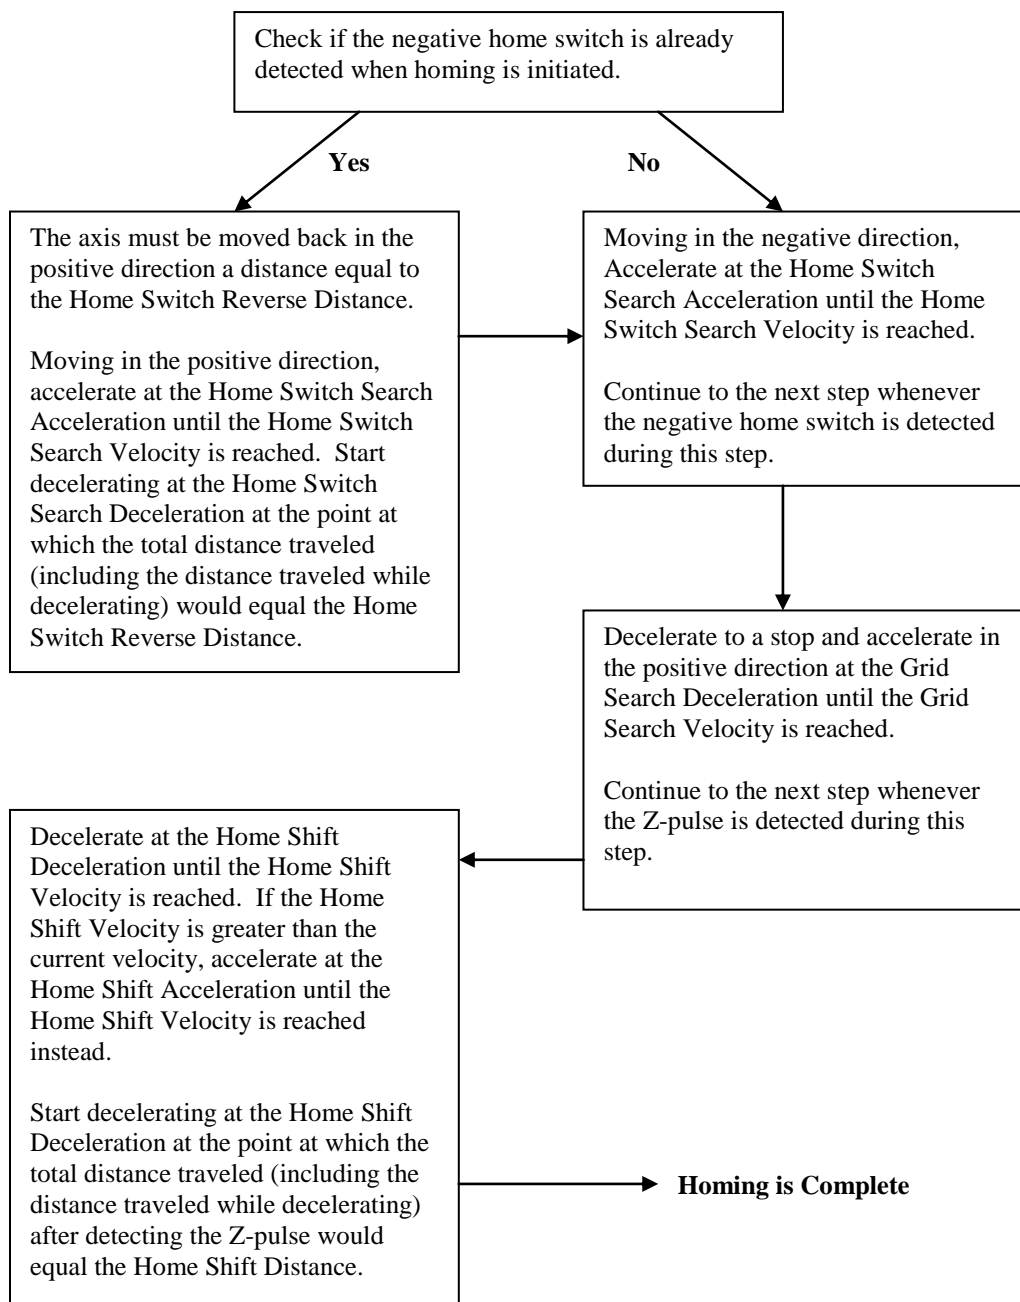 Check if the negative home switch is already
detected when homing is initiated.
Yes
No
The axis must be moved back in the
positive direction a distance equal to
the Home Switch Reverse Distance.
Moving in the positive direction,
accelerate at the Home Switch Search
Acceleration until the Home Switch
Search Velocity is reached.  Start
decelerating at the Home Switch
Search Deceleration at the point at
which the total distance traveled
(including the distance traveled while
decelerating) would equal the Home
Switch Reverse Distance.
Moving in the negative direction,
Accelerate at the Home Switch
Search Acceleration until the Home
Switch Search Velocity is reached.
Continue to the next step whenever
the negative home switch is detected
during this step.
Decelerate to a stop and accelerate in
the positive direction at the Grid
Search Deceleration until the Grid
Search Velocity is reached.
Continue to the next step whenever
the Z-pulse is detected during this
step.
Decelerate at the Home Shift
Deceleration until the Home Shift
Velocity is reached.  If the Home
Shift Velocity is greater than the
current velocity, accelerate at the
Home Shift Acceleration until the
Home Shift Velocity is reached
instead.
Start decelerating at the Home Shift
Deceleration at the point at which the
total distance traveled (including the
distance traveled while decelerating)
after detecting the Z-pulse would
equal the Home Shift Distance.
Homing is Complete